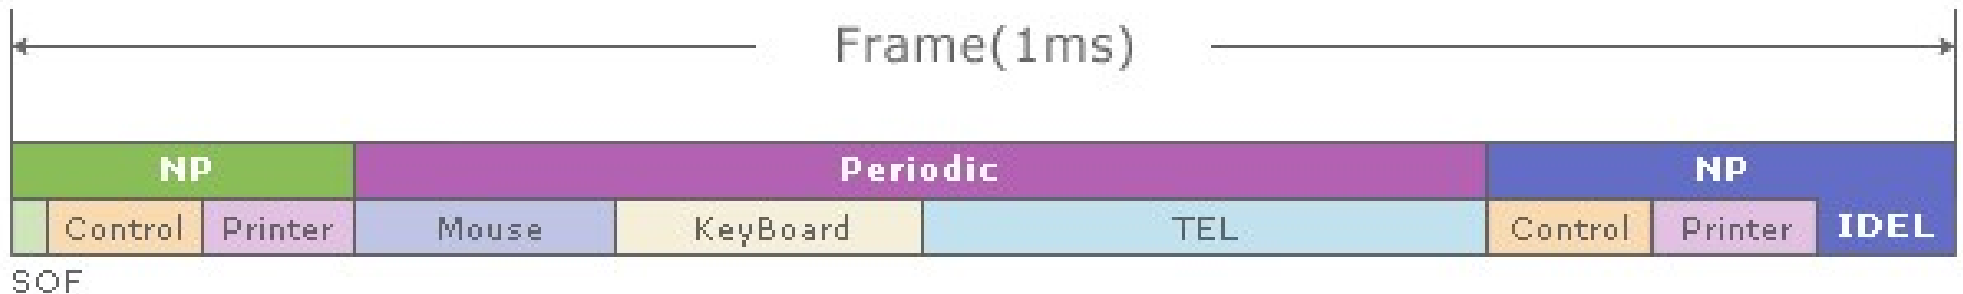 Frame(1ms)
NP Periodic NP
Control Printer Mouse KeyBoard TEL Control Printer IDEL
SOF